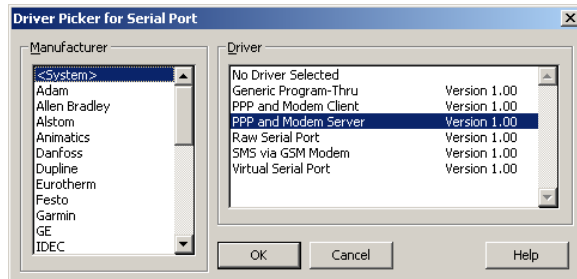 Driver Picker for Serial Port
Manufacturer
<System>
Adam
Allen Bradley
Alstom
Animatics
Danfoss
Dupline
Eurotherm
Festo
Garmin
GE
IDEC
Driver
No Driver Selected
Generic Program-Thru Version 1.00
PPP and Modem Client Version 1.00
PPP and Modem Server Version 1.00
Raw Serial Port Version 1.00
SMS via GSM Modem Version 1.00
Virtual Serial Port Version 1.00
OK Cancel Help